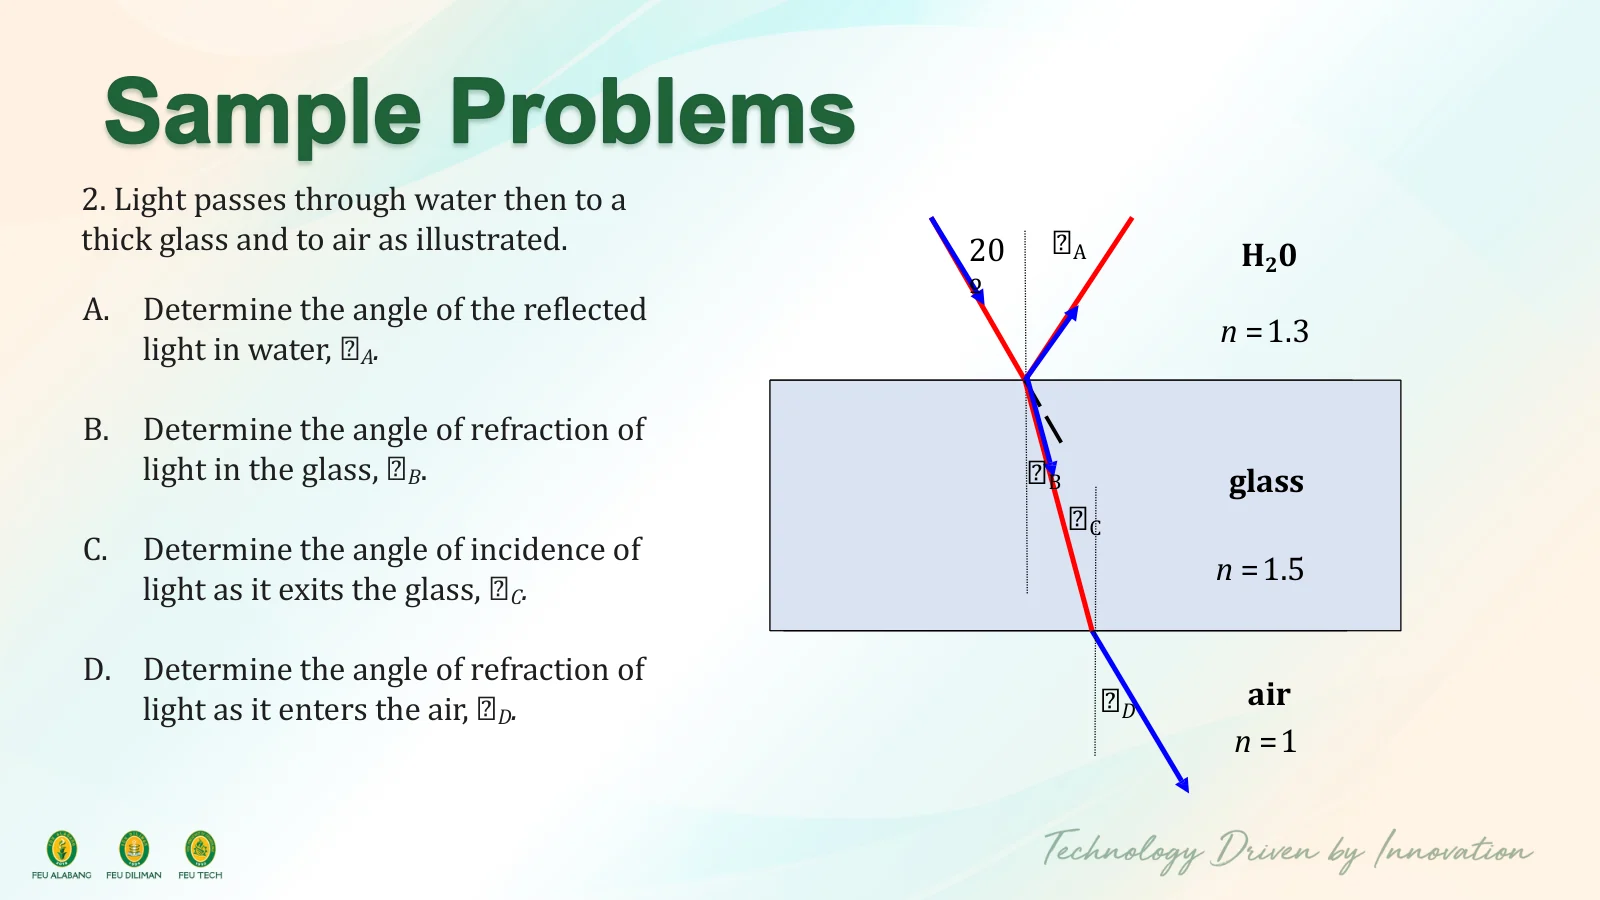 Sample Problems
2. Light passes through water then to a
thick glass and to air as illustrated.
A. Determine the angle of the reflected
light in water, 𝐴.
B. Determine the angle of refraction of
light in the glass, B.
C. Determine the angle of incidence of
light as it exits the glass, C.
D. Determine the angle of refraction of
light as it enters the air, D.
20
A
H₂0
n = 1.3
B
glass
C
n = 1.5
air
D
n = 1
FEU ALABANG FEU DILIMAN FEU TECH
Technology Driven by Innovation